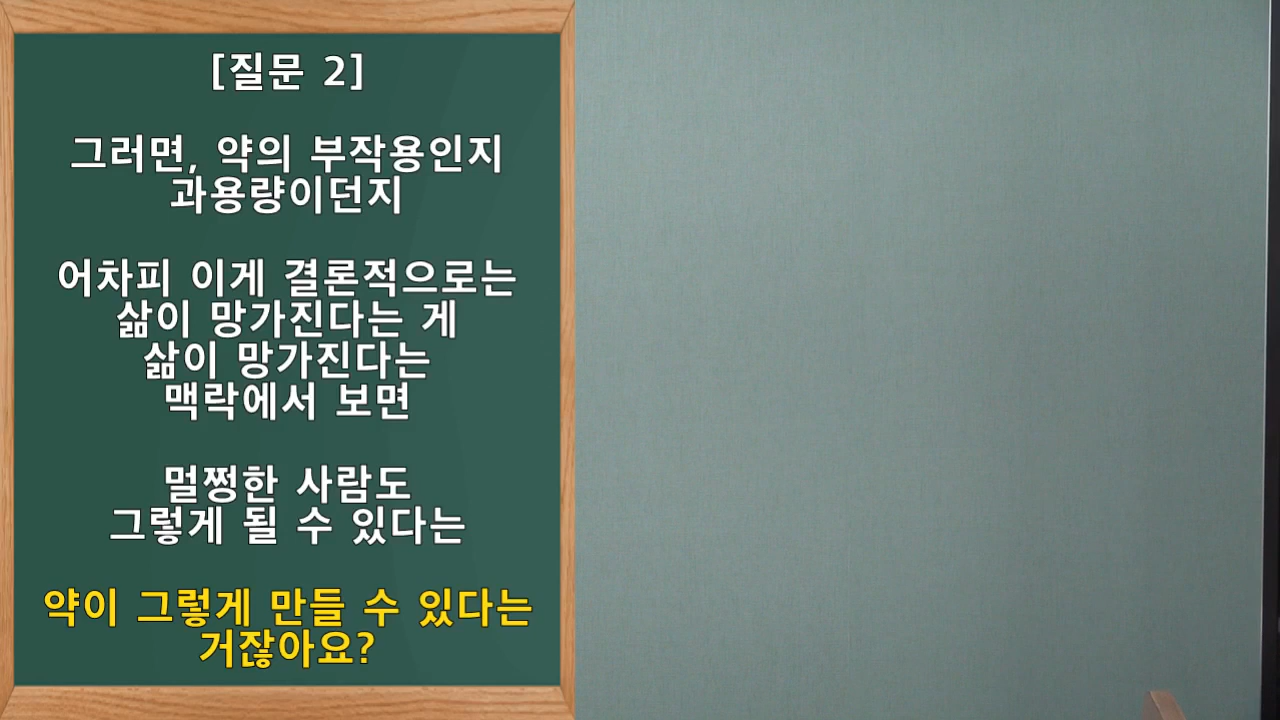 [질문 2]
그러면, 약의 부작용인지
과용량이던지
어차피 이게 결론적으로는
삶이 망가진다는 게
삶이 망가진다는
맥락에서 보면
멀쩡한 사람도
그렇게 될 수 있다는
약이 그렇게 만들 수 있다는
거잖아요?